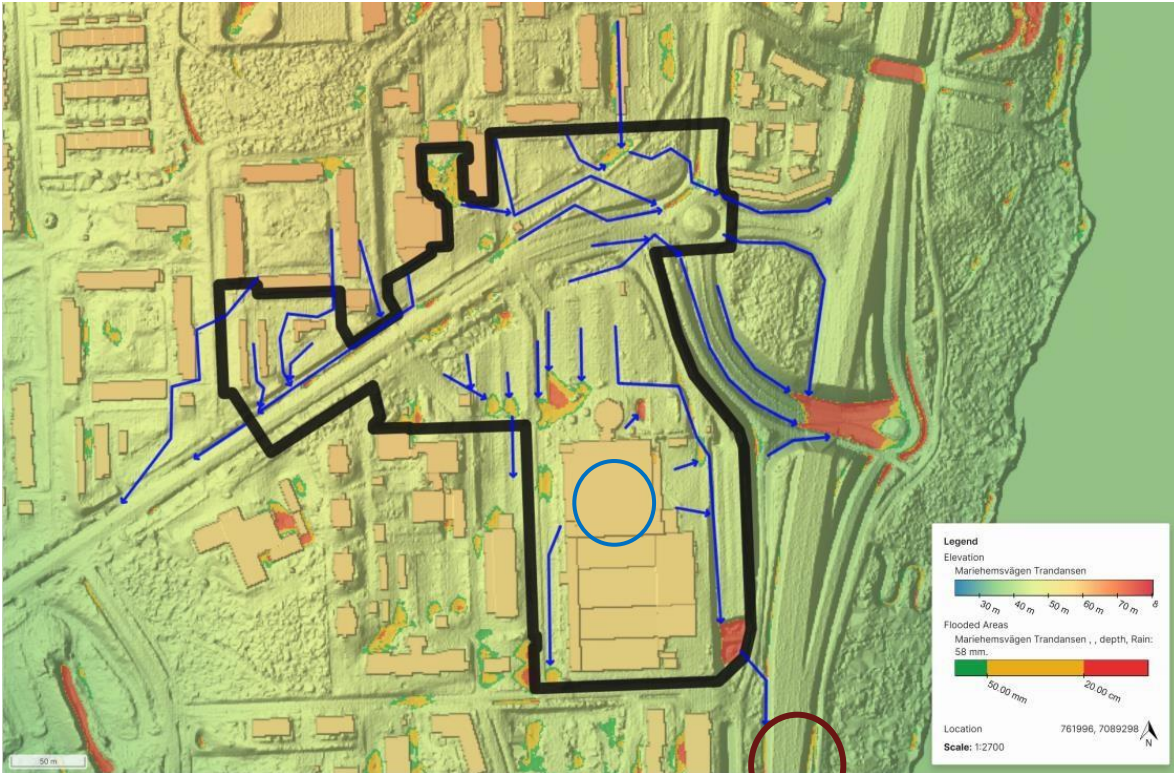 Legend
Elevation
Mariehemsvägen Trandansen
30 m 40 m 50 m 60 m 70 m 8
Flooded Areas
Mariehemsvägen Trandansen , , depth, Rain:
58 mm.
50.00 mm 20.00 cm
Location 761996, 7089298
Scale: 1:2700 N
50 m